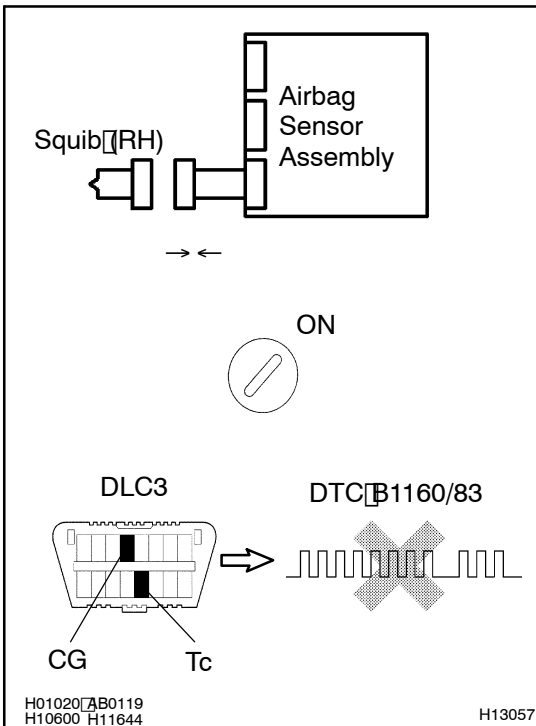 Airbag
Sensor
Assembly
Squib (RH)
ON
DLC3
DTC B1160/83
CG
Tc
H01020 AB0119
H10600 H11644
H13057